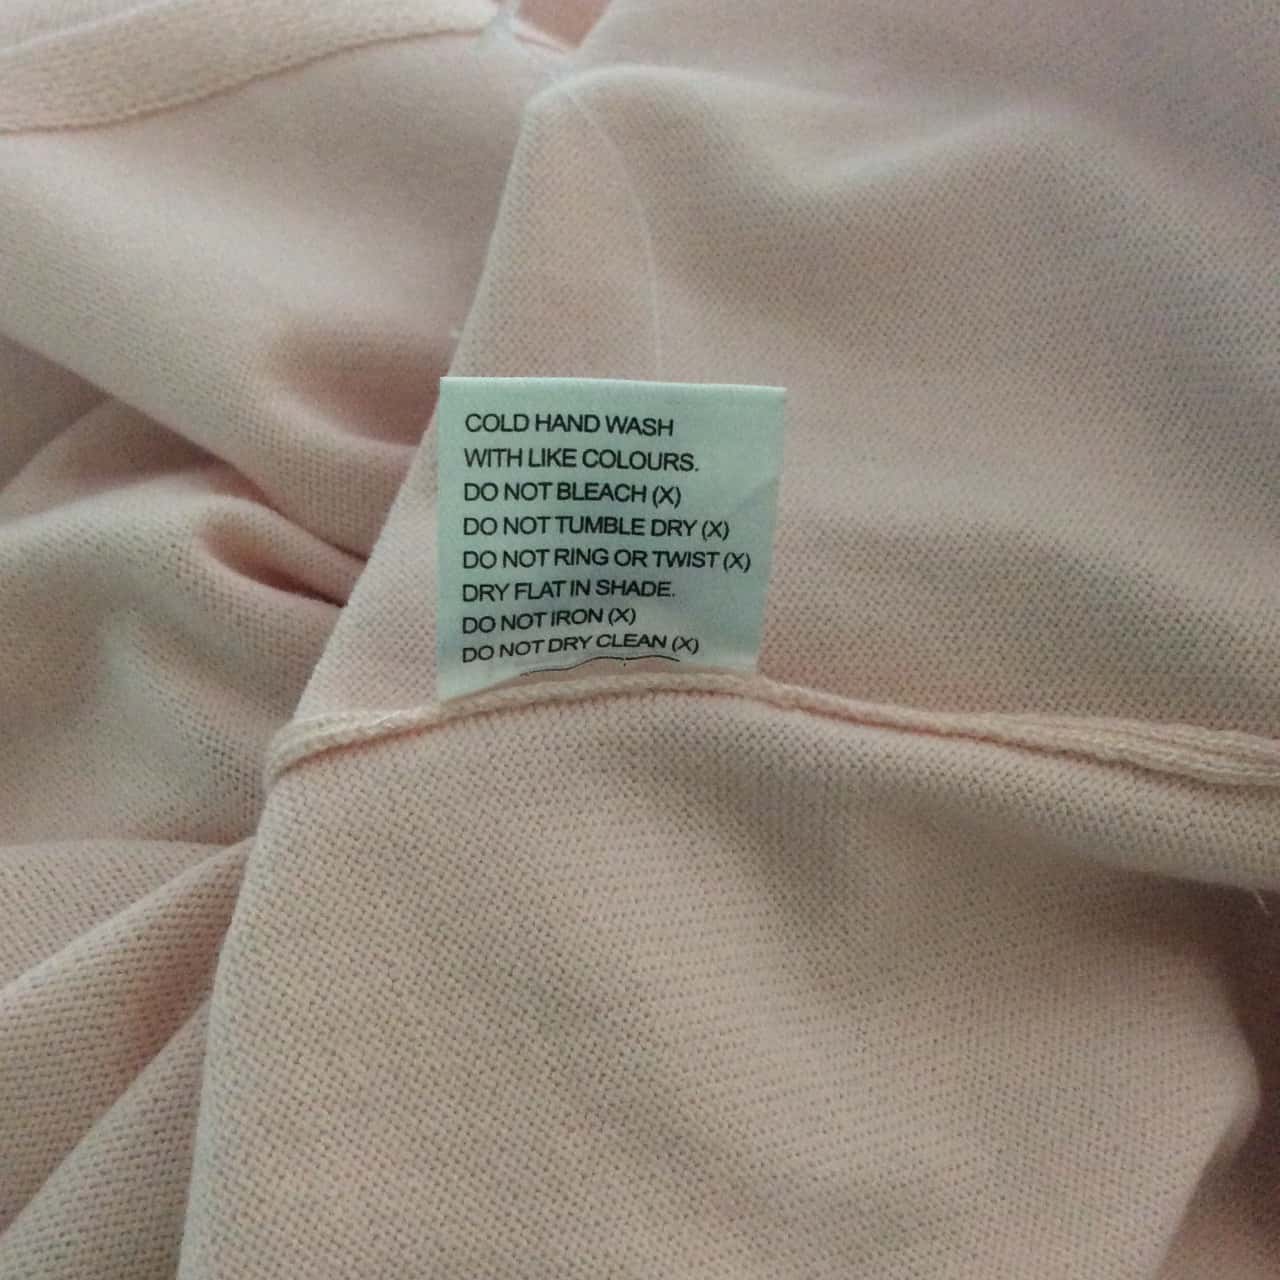 COLD HAND WASH
WITH LIKE COLOURS.
DO NOT BLEACH (X)
DO NOT TUMBLE DRY (X)
DO NOT RING OR TWIST (X)
DRY FLAT IN SHADE.
DO NOT IRON (X)
DO NOT DRY CLEAN (X)